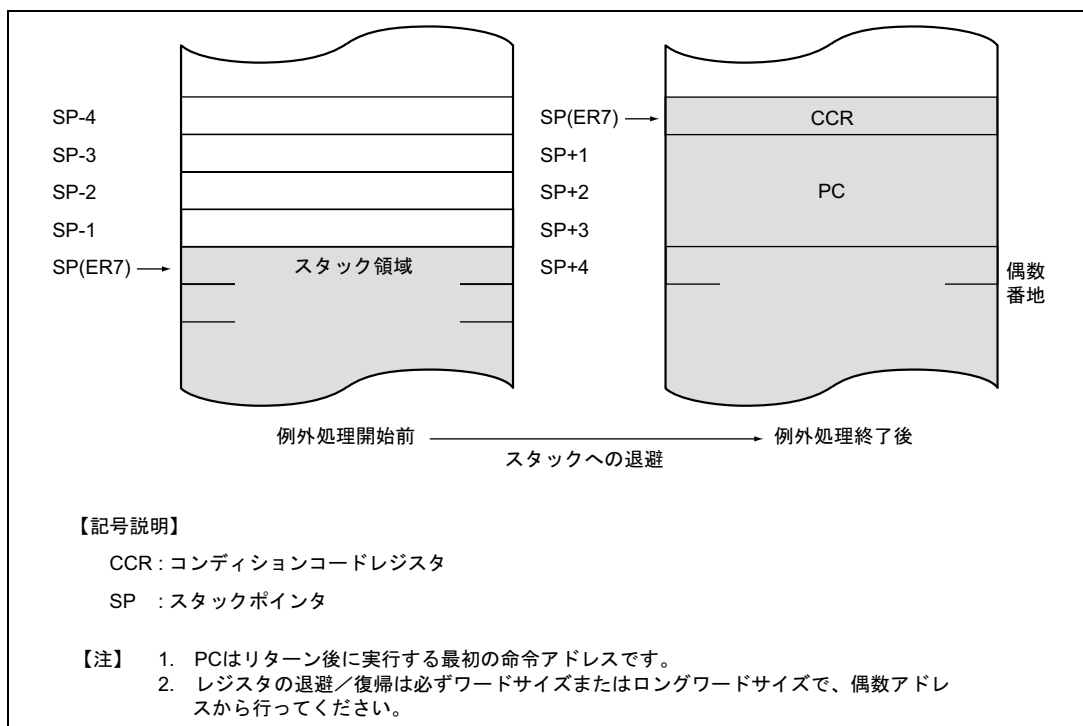 SP-4
SP-3
SP-2
SP-1
SP(ER7)
スタック領域
SP(ER7)
CCR
SP+1
SP+2
PC
SP+3
SP+4
偶数
番地
例外処理開始前
例外処理終了後
スタックへの退避
【記号説明】
CCR : コンディションコードレジスタ
SP : スタックポインタ
【注】 1. PCはリターン後に実行する最初の命令アドレスです。
2. レジスタの退避／復帰は必ずワードサイズまたはロングワードサイズで、偶数アドレ
スから行ってください。